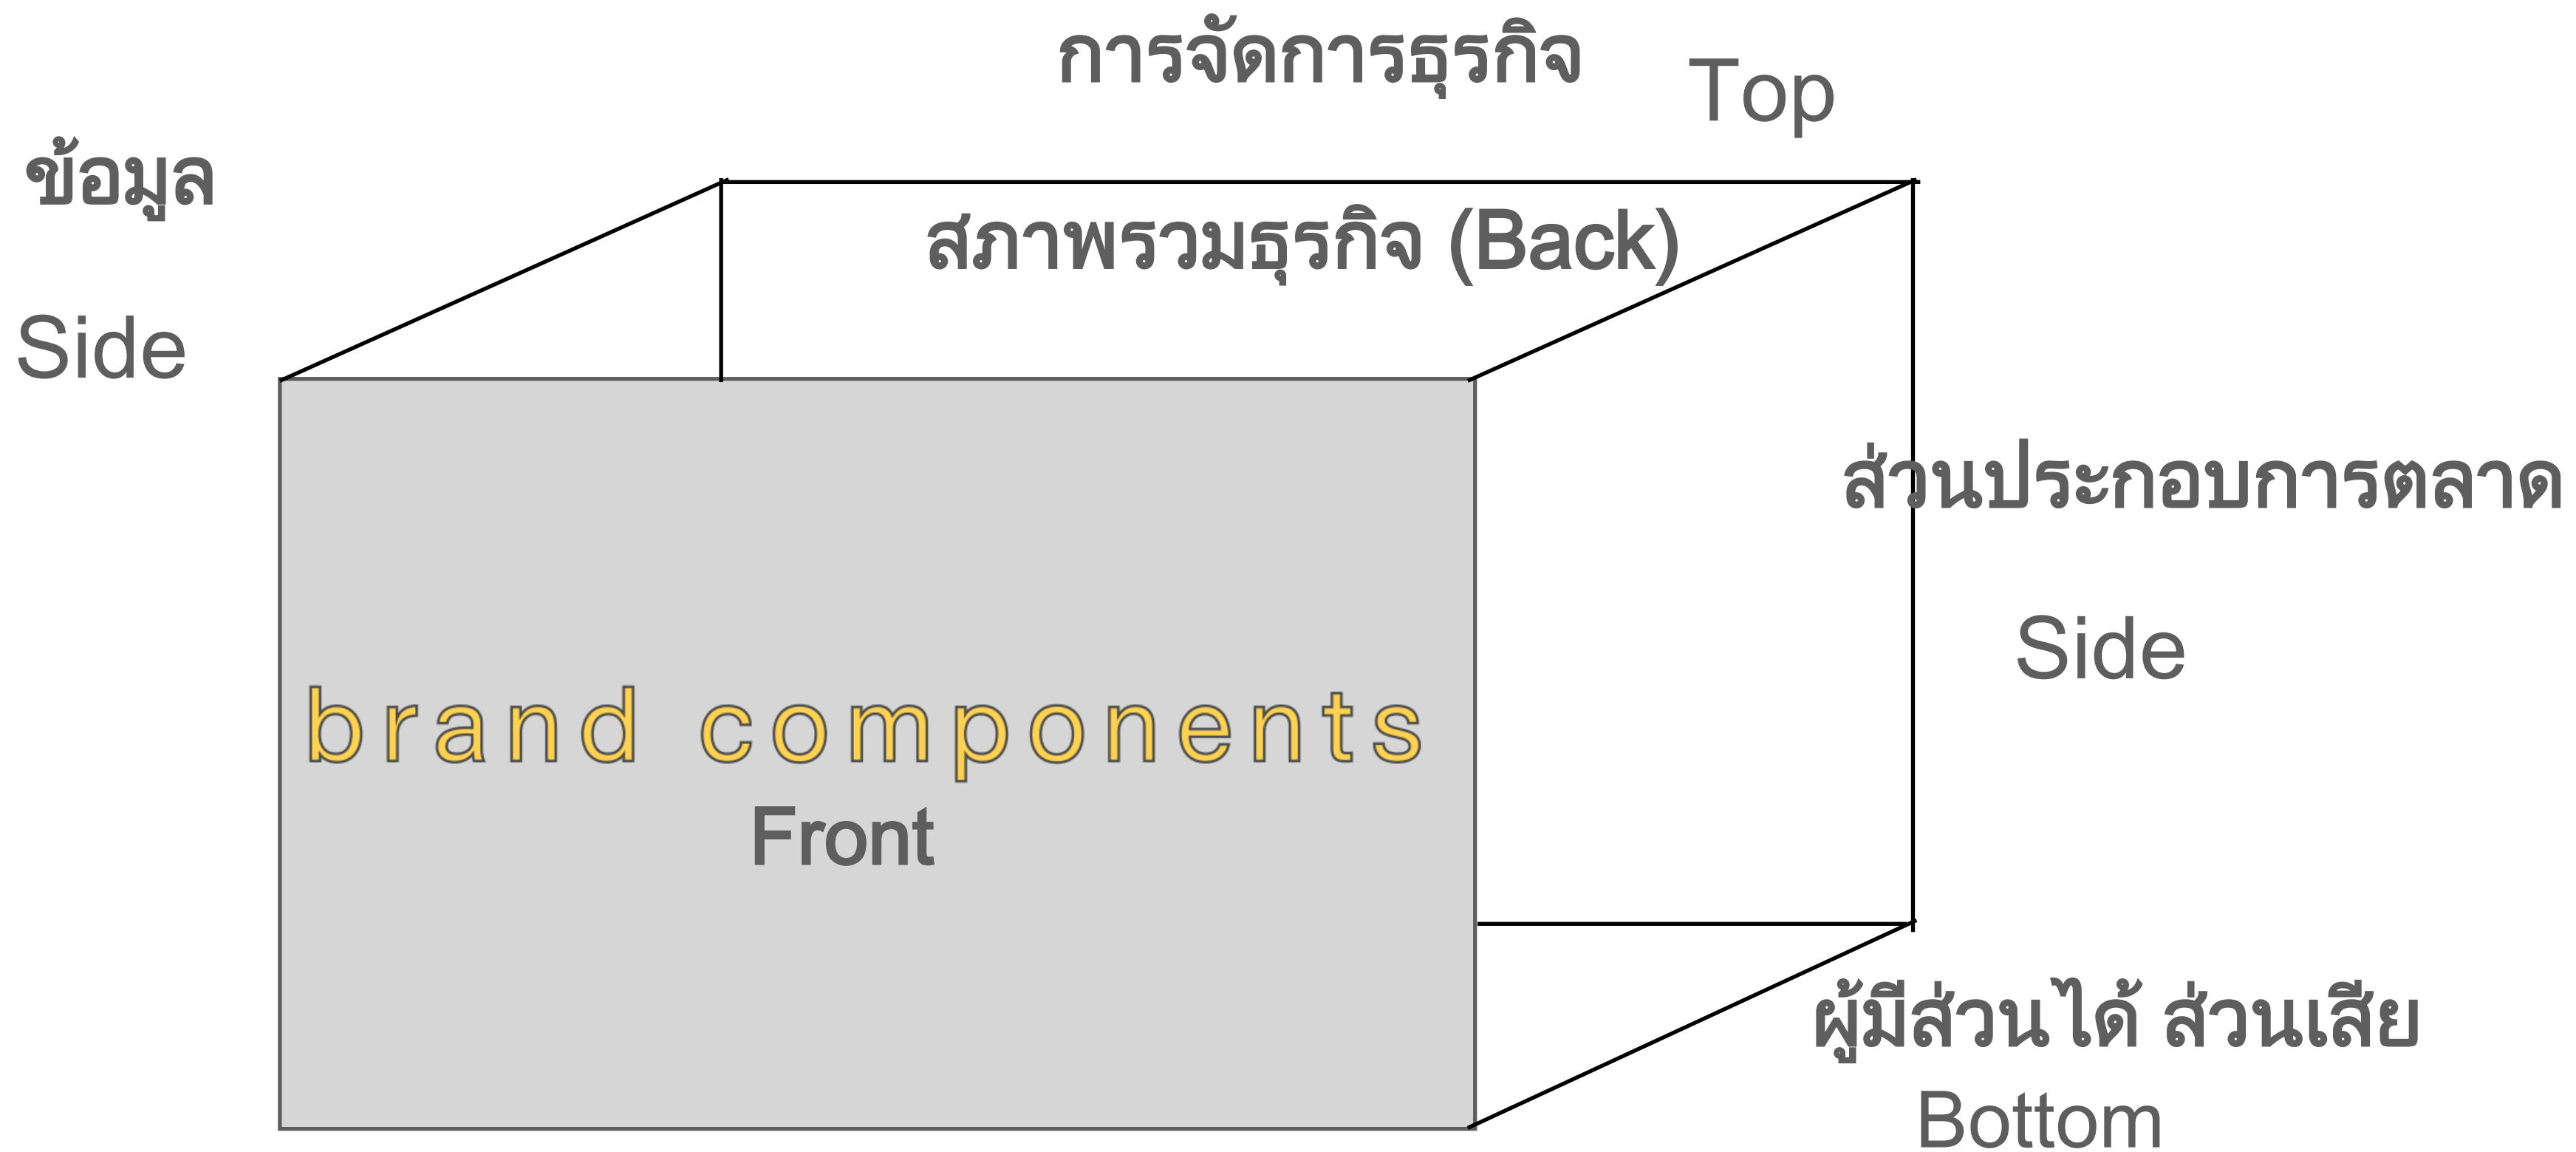 การจัดการธุรกิจ
Top
ข้อมูล
สภาพรวมธุรกิจ (Back)
Side
ส่วนประกอบการตลาด
Side
brand components
Front
ผู้มีส่วนได้ ส่วนเสีย
Bottom